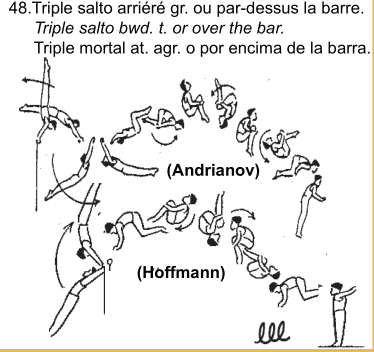 48.Triple salto arriéré gr. ou par-dessus la barre.
Triple salto bwd. t. or over the bar.
Triple mortal at. agr. o por encima de la barra.
(Andrianov)
(Hoffmann)